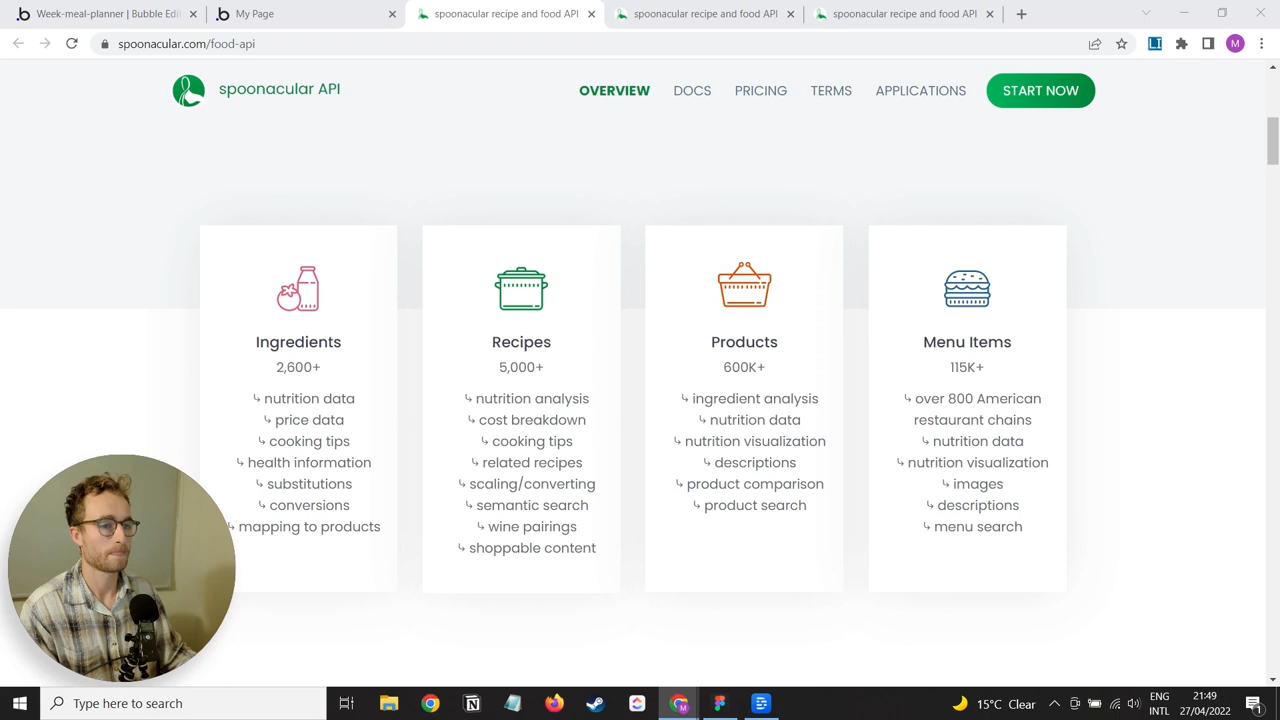 Week-meal-planner | Bubble Edi
My Page
spoonacular recipe and food API
spoonacular recipe and food API
spoonacular recipe and food API
spoonacular.com/food-api
M
spoonacular API
OVERVIEW
DOCS
PRICING
TERMS
APPLICATIONS
START NOW
Ingredients
2,600+
↳ nutrition data
↳ price data
↳ cooking tips
↳ health information
↳ substitutions
↳ conversions
↳ mapping to products
Recipes
5,000+
↳ nutrition analysis
↳ cost breakdown
↳ cooking tips
↳ related recipes
↳ scaling/converting
↳ semantic search
↳ wine pairings
↳ shoppable content
Products
600K+
↳ ingredient analysis
↳ nutrition data
↳ nutrition visualization
↳ descriptions
↳ product comparison
↳ product search
Menu Items
115K+
↳ over 800 American
restaurant chains
↳ nutrition data
↳ nutrition visualization
↳ images
↳ descriptions
↳ menu search
Type here to search
15°C Clear
ENG
INTL
21:49
27/04/2022
1